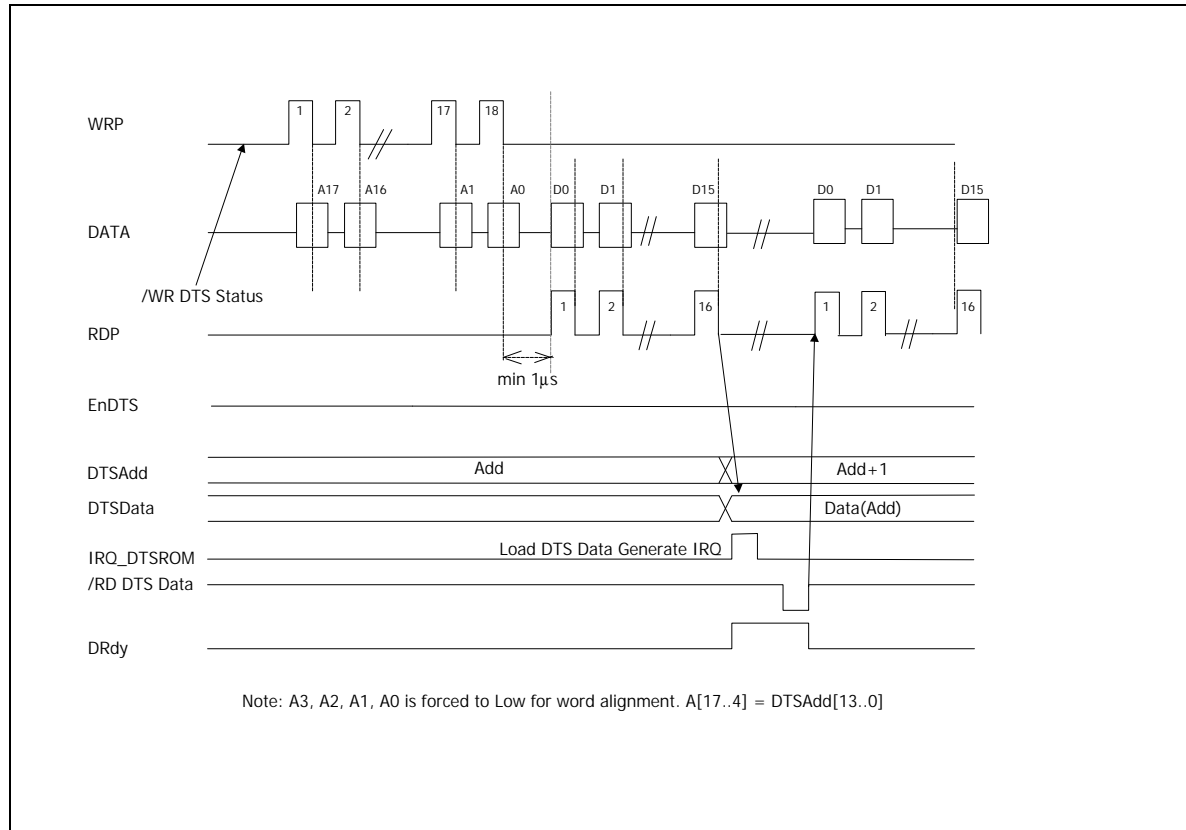 1 2 17 18
WRP
A17 A16 A1 A0 D0 D1 D15 D0 D1 D15
DATA
/WR DTS Status
1 2 16 1 2 16
RDP
min 1μs
EnDTS
DTSAdd Add Add+1
DTSData Data(Add)
IRQ_DTSROM Load DTS Data Generate IRQ
/RD DTS Data
DRdy
Note: A3, A2, A1, A0 is forced to Low for word alignment. A[17..4] = DTSAdd[13..0]